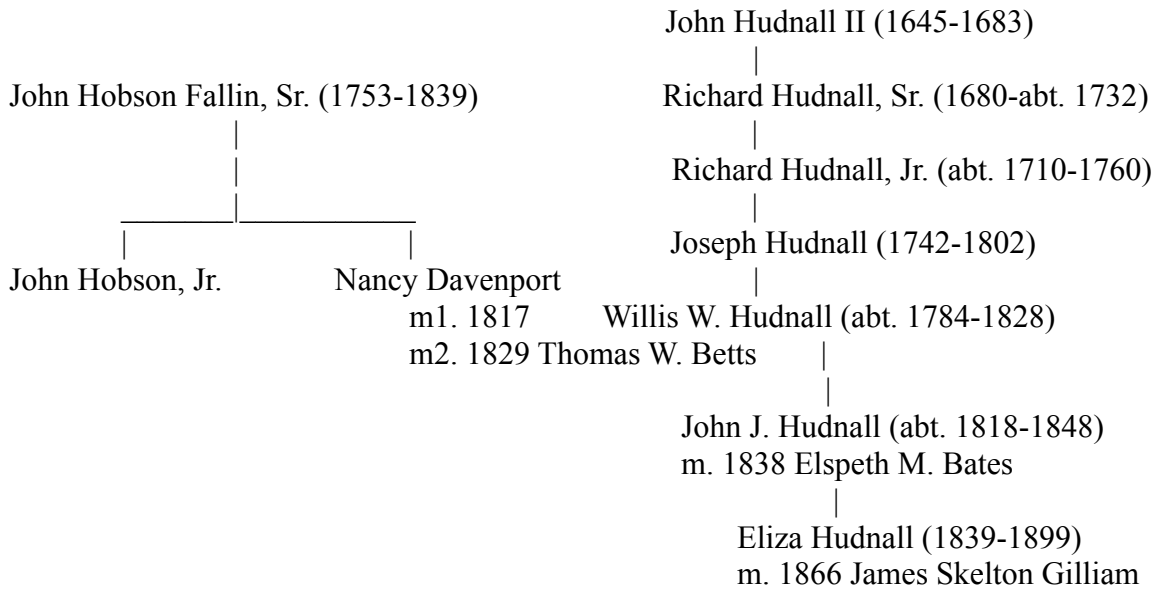 John Hudnall II (1645-1683)
John Hobson Fallin, Sr. (1753-1839) Richard Hudnall, Sr. (1680-abt. 1732)
Richard Hudnall, Jr. (abt. 1710-1760)
Joseph Hudnall (1742-1802)
John Hobson, Jr. Nancy Davenport
m1. 1817 Willis W. Hudnall (abt. 1784-1828)
m2. 1829 Thomas W. Betts
John J. Hudnall (abt. 1818-1848)
m. 1838 Elspeth M. Bates
Eliza Hudnall (1839-1899)
m. 1866 James Skelton Gilliam